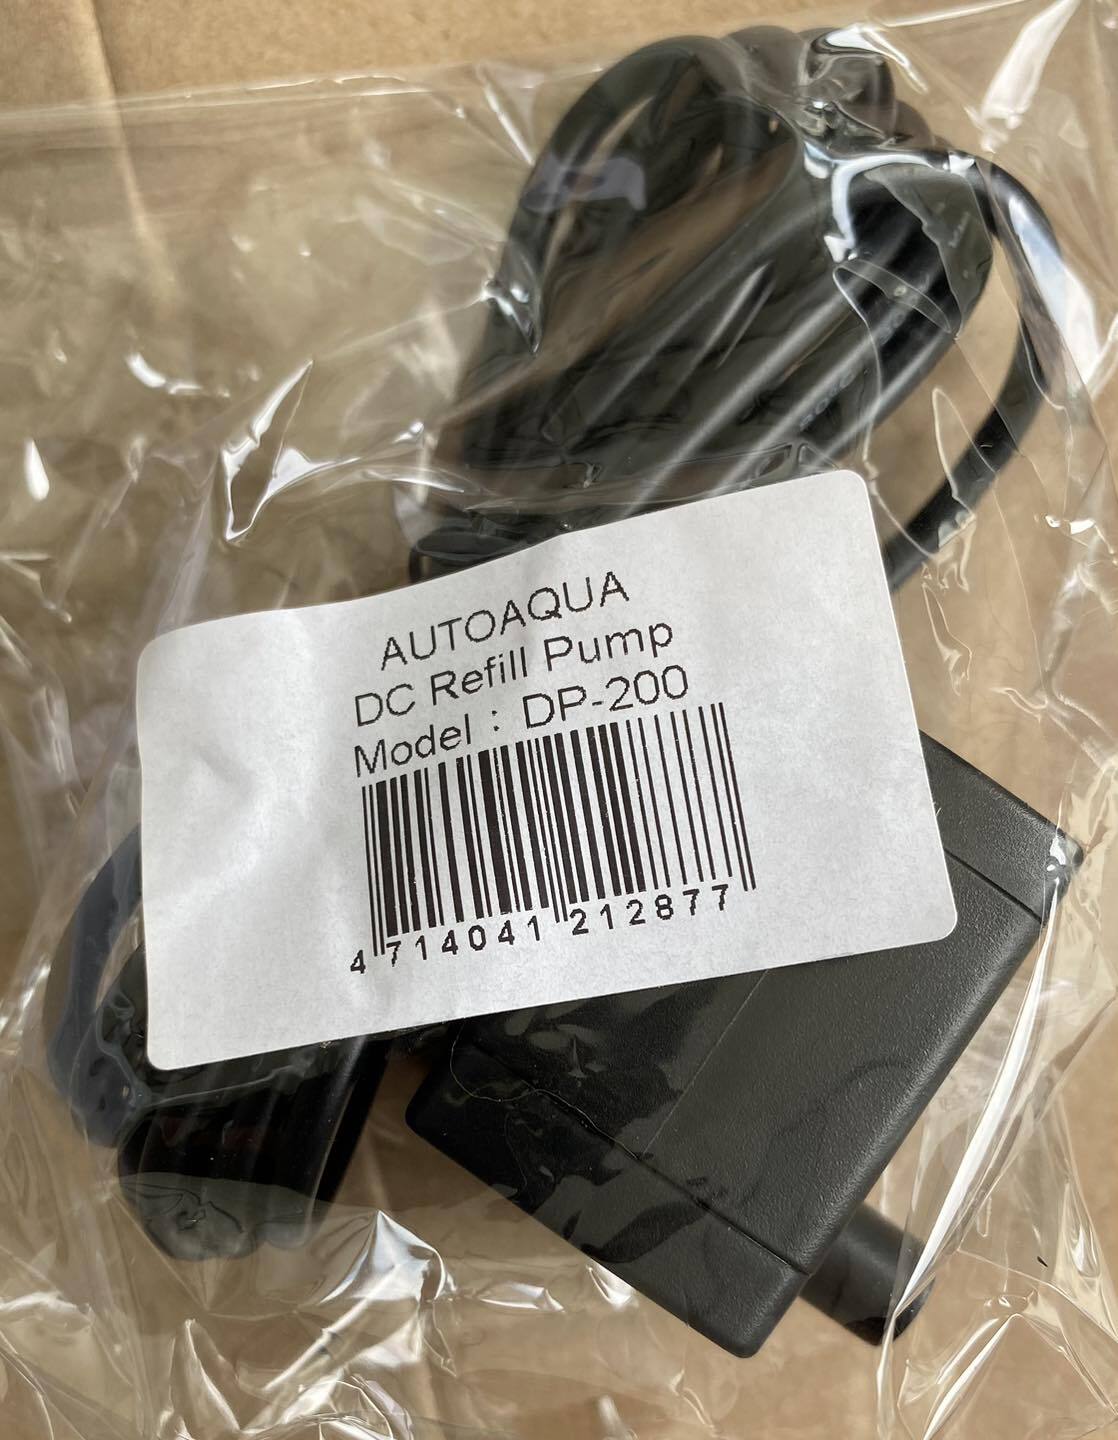 AUTOAQUA
DC Refill Pump
Model : DP-200
4 714041 212877